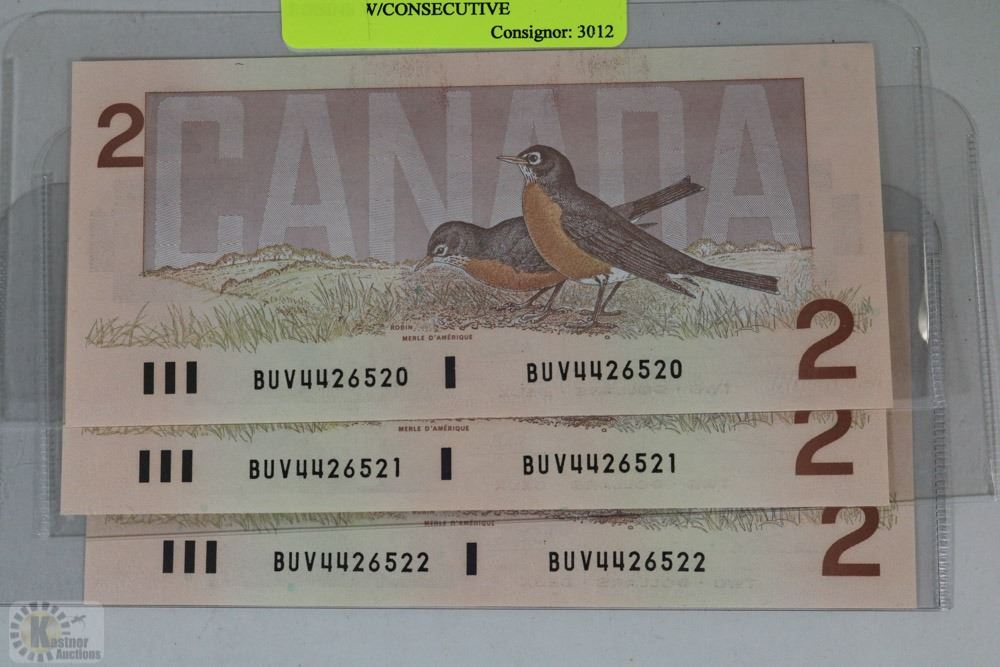 W/CONSECUTIVE
Consignor: 3012
2
CANADA
ROBIN
MERLE D'AMÉRIQUE
2
BUV4426520 BUV4426520
MERLE D'AMÉRIQUE
2
BUV4426521 BUV4426521
MERLE D'AMÉRIQUE
2
BUV4426522 BUV4426522
Kastner
Auctions